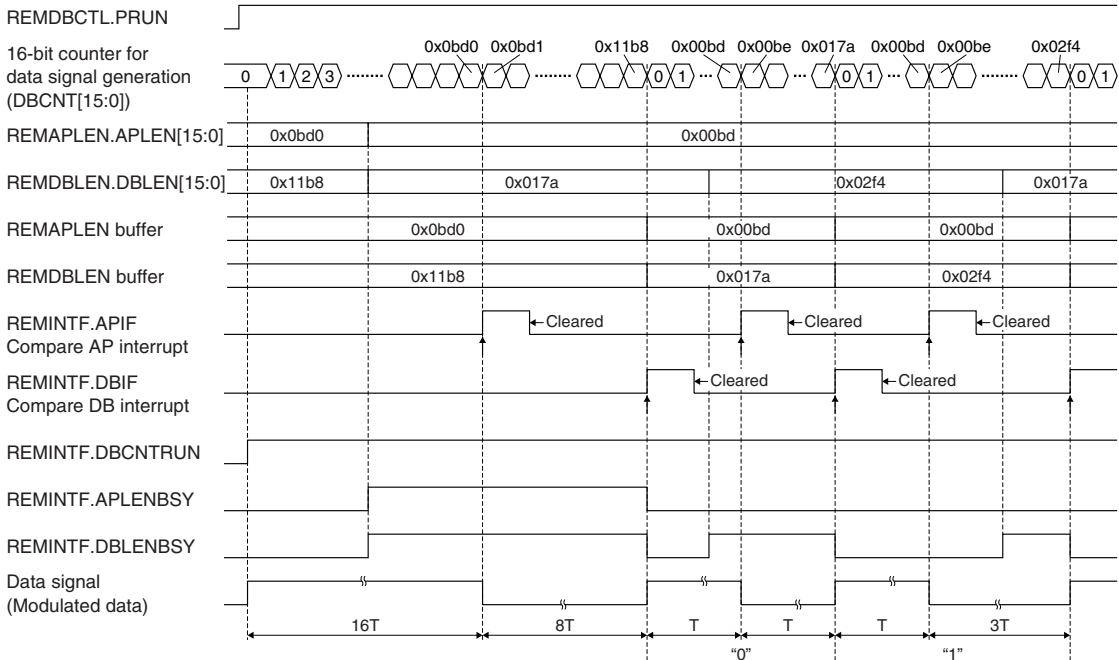 REMDBCTL.PRUN
16-bit counter for
data signal generation
(DBCNT[15:0])
0x0bd0 0x0bd1 0x11b8 0x00bd 0x00be 0x017a 0x00bd 0x00be 0x02f4
0 1 2 3 0 1 0 1 0 1
REMAPLEN.APLEN[15:0] 0x0bd0 0x00bd
REMDBLEN.DBLEN[15:0] 0x11b8 0x017a 0x02f4 0x017a
REMAPLEN buffer 0x0bd0 0x00bd 0x00bd
REMDBLEN buffer 0x11b8 0x017a 0x02f4
REMINTF.APIF
Compare AP interrupt
Cleared Cleared Cleared
REMINTF.DBIF
Compare DB interrupt
Cleared Cleared
REMINTF.DBCNTRUN
REMINTF.APLENBSY
REMINTF.DBLENBSY
Data signal
(Modulated data)
16T 8T T T T 3T
“0” “1”